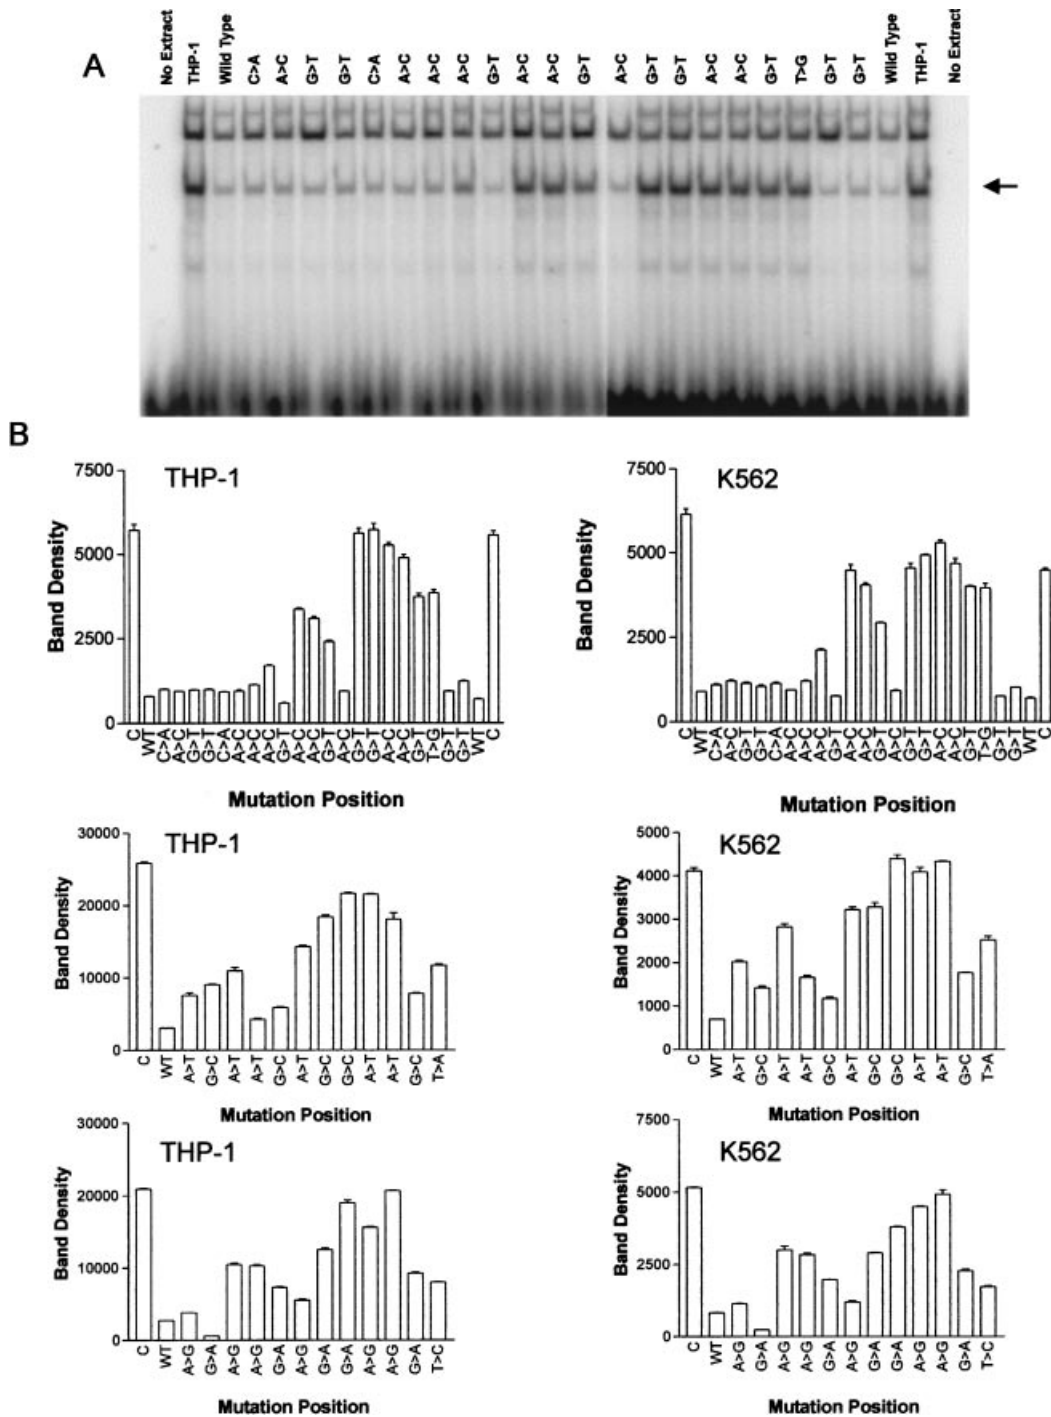 A
No Extract THP-1 Wild Type C>A A>C G>T G>T C>A A>C A>C A>C G>T A>C A>C G>T A>C G>T G>T A>C A>C G>T T>G G>T G>T Wild Type THP-1 No Extract
B
THP-1
Band Density
7500
5000
2500
0
C WT C>A A>C G>T G>T C>A A>C A>C A>C G>T A>C A>C G>T A>C G>T G>T A>C A>C G>T T>G G>T G>T WT C
Mutation Position
K562
Band Density
7500
5000
2500
0
C WT C>A A>C G>T G>T C>A A>C A>C A>C G>T A>C A>C G>T A>C G>T G>T A>C A>C G>T T>G G>T G>T WT C
Mutation Position
THP-1
Band Density
30000
20000
10000
0
C WT A>T G>C A>T A>T G>C A>T G>C G>C A>T A>T G>C T>A
Mutation Position
K562
Band Density
5000
4000
3000
2000
1000
0
C WT A>T G>C A>T A>T G>C A>T G>C G>C A>T A>T G>C T>A
Mutation Position
THP-1
Band Density
30000
20000
10000
0
C WT A>G G>A A>G A>G G>A A>G G>A G>A A>G A>G G>A T>C
Mutation Position
K562
Band Density
7500
5000
2500
0
C WT A>G G>A A>G A>G G>A A>G G>A G>A A>G A>G G>A T>C
Mutation Position